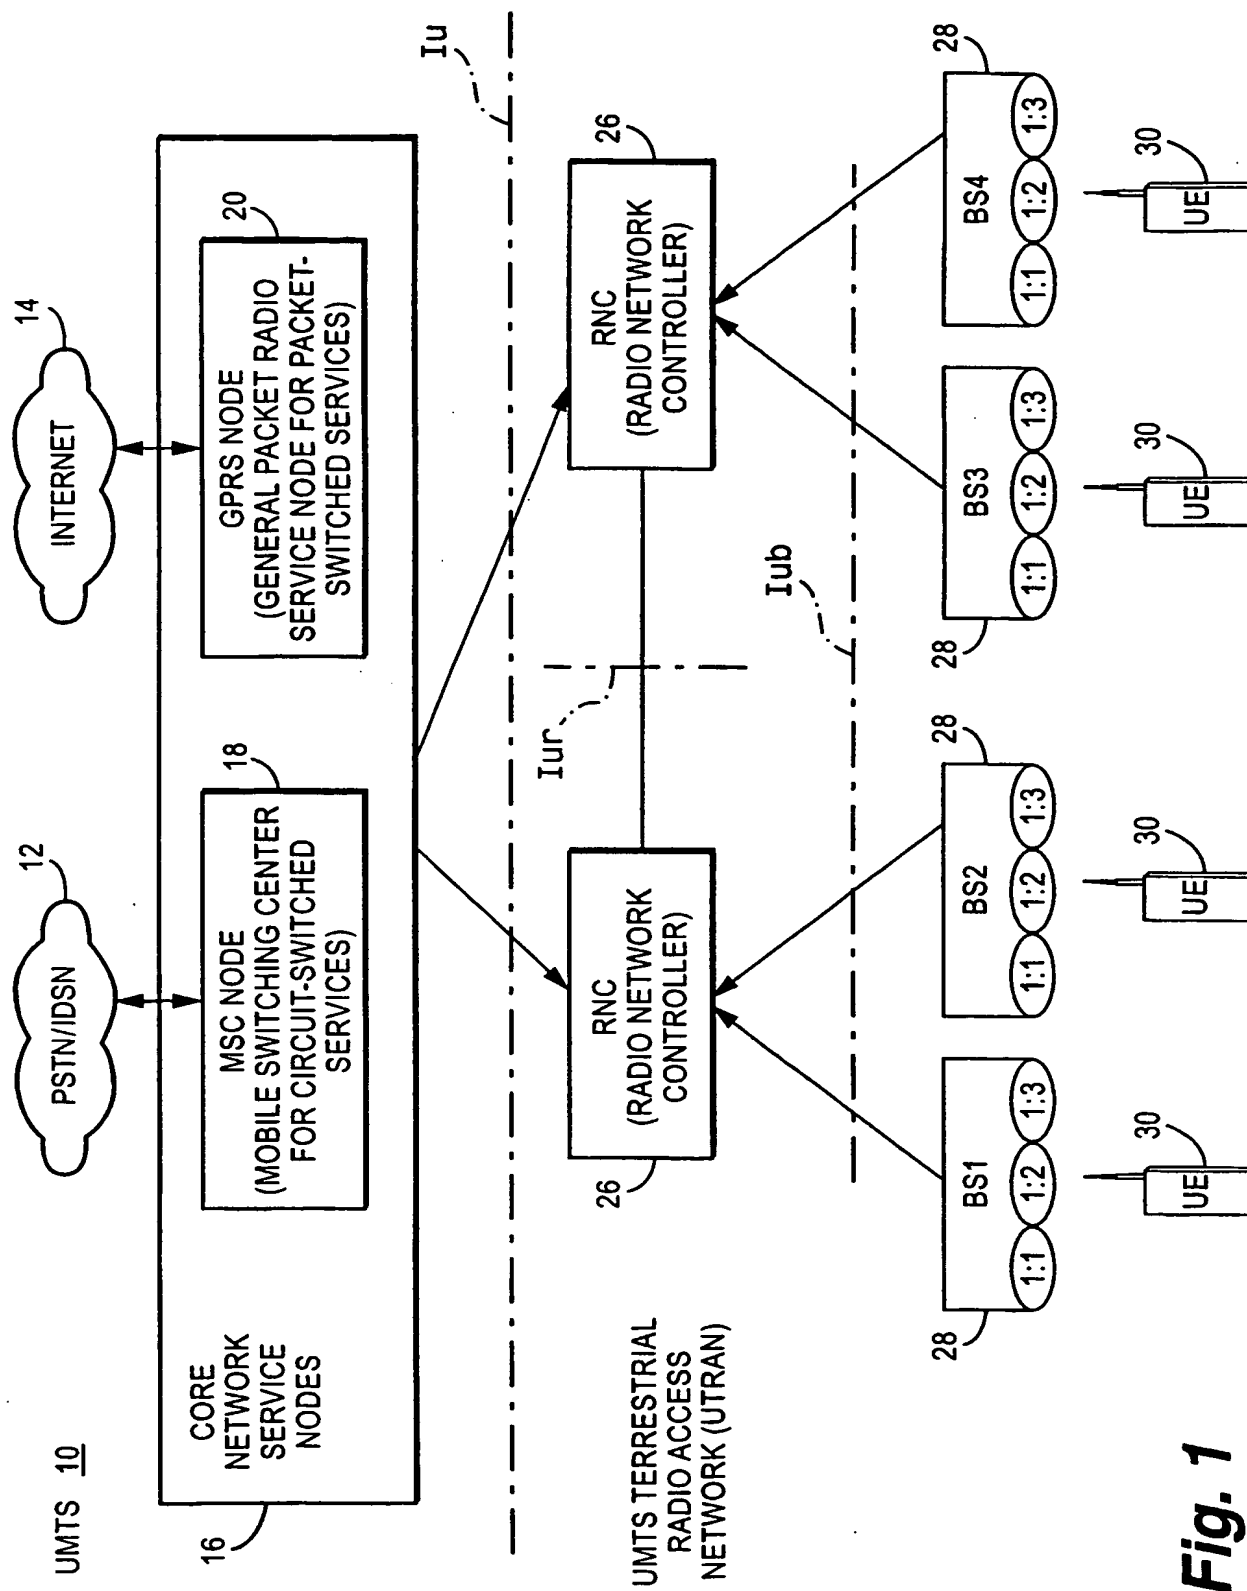 UMTS 10
PSTN/IDSN
12
INTERNET
14
16
CORE
NETWORK
SERVICE
NODES
MSC NODE
(MOBILE SWITCHING CENTER
FOR CIRCUIT-SWITCHED
SERVICES)
18
GPRS NODE
(GENERAL PACKET RADIO
SERVICE NODE FOR PACKET-
SWITCHED SERVICES)
20
Iu
UMTS TERRESTRIAL
RADIO ACCESS
NETWORK (UTRAN)
26
RNC
(RADIO NETWORK
CONTROLLER)
Iur
RNC
(RADIO NETWORK
CONTROLLER)
26
Iub
28
BS1
1:1
1:2
1:3
BS2
1:1
1:2
1:3
28
28
BS3
1:1
1:2
1:3
BS4
1:1
1:2
1:3
28
UE
30
UE
30
UE
30
UE
30
Fig. 1